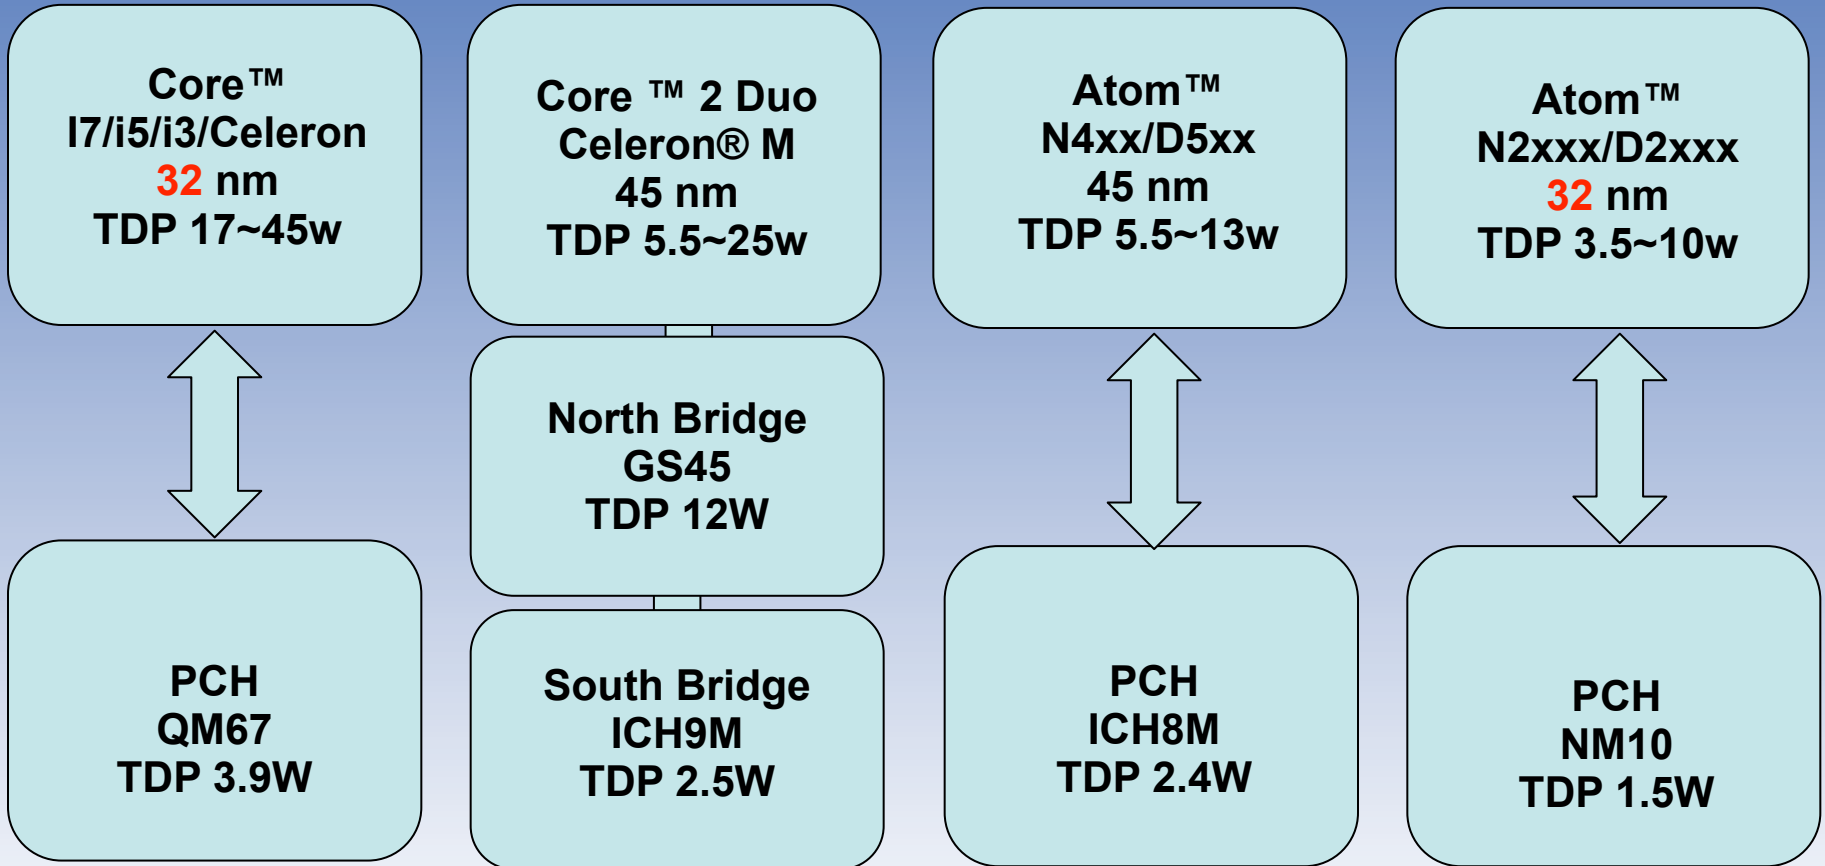 Core™
I7/i5/i3/Celeron
32 nm
TDP 17~45w
Core ™ 2 Duo
Celeron® M
45 nm
TDP 5.5~25w
Atom™
N4xx/D5xx
45 nm
TDP 5.5~13w
Atom™
N2xxx/D2xxx
32 nm
TDP 3.5~10w
North Bridge
GS45
TDP 12W
PCH
QM67
TDP 3.9W
South Bridge
ICH9M
TDP 2.5W
PCH
ICH8M
TDP 2.4W
PCH
NM10
TDP 1.5W